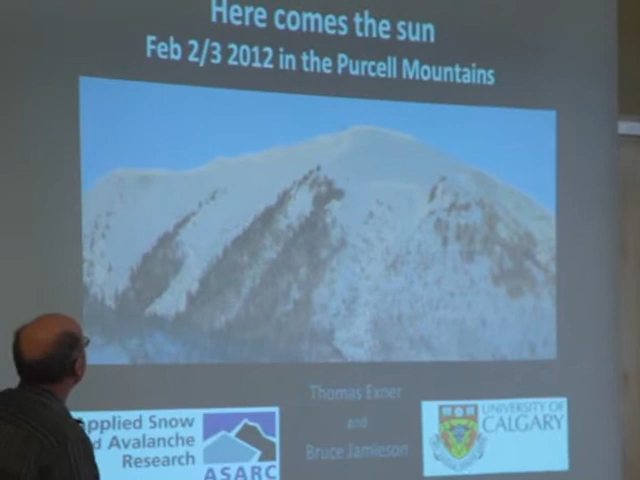 Here comes the sun
Feb 2/3 2012 in the Purcell Mountains
Thomas Exner
and
Bruce Jamieson
pplied Snow
d Avalanche
Research
ASARC
UNIVERSITY OF
CALGARY